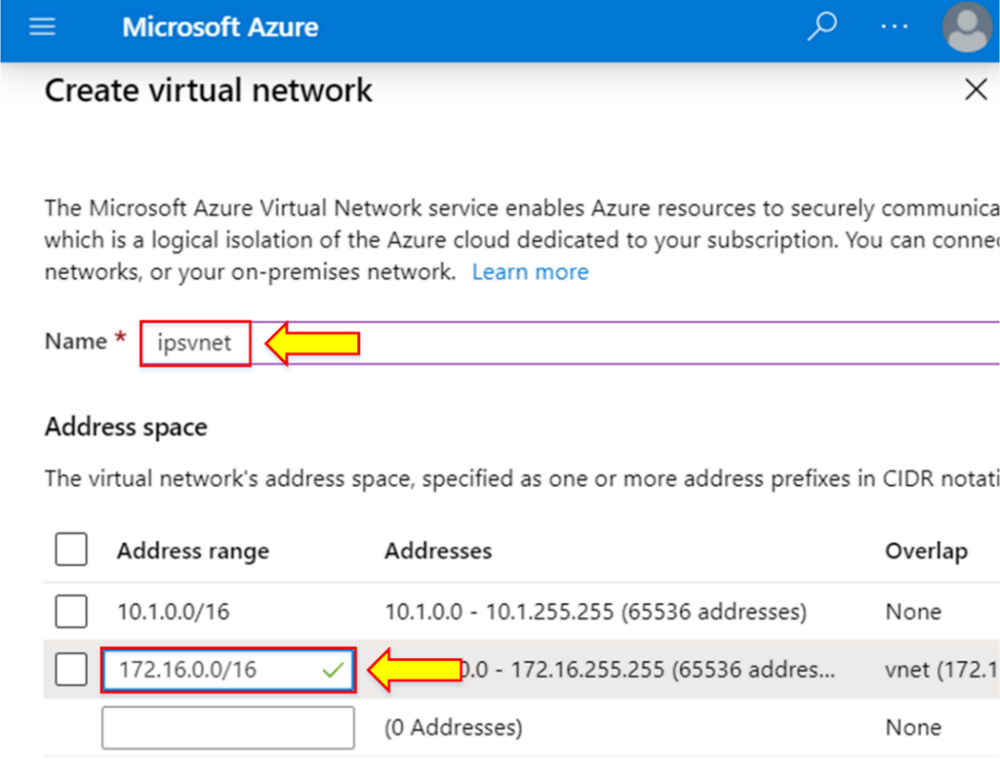 Microsoft Azure
Create virtual network
The Microsoft Azure Virtual Network service enables Azure resources to securely
which is a logical isolation of the Azure cloud dedicated to your subscription. You can
networks, or your on-premises network. Learn more
Name * ipsvnet
Address space
The virtual network's address space, specified as one or more address prefixes in CIDR
Address range Addresses Overlap
10.1.0.0/16 10.1.0.0 - 10.1.255.255 (65536 addresses) None
172.16.0.0/16 0.0 - 172.16.255.255 (65536 addres... vnet (172.1
(0 Addresses) None